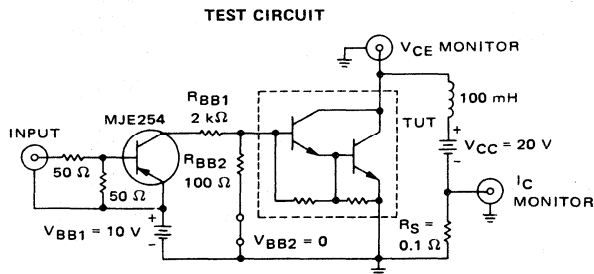 TEST CIRCUIT
VCE MONITOR
RBB1
2 kΩ
100 mH
MJE254
TUT
INPUT
VCC = 20 V
50 Ω
RBB2
100 Ω
50 Ω
IC
MONITOR
VBB1 = 10 V
VBB2 = 0
RS =
0.1 Ω